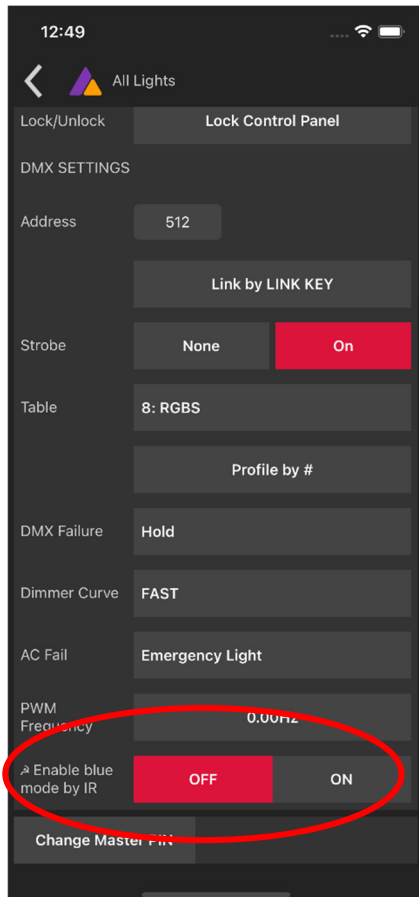 12:49
All Lights
Lock/Unlock
Lock Control Panel
DMX SETTINGS
Address
512
Link by LINK KEY
Strobe
None
On
Table
8: RGBS
Profile by #
DMX Failure
Hold
Dimmer Curve
FAST
AC Fail
Emergency Light
PWM
Frequency
0.00Hz
Enable blue
mode by IR
OFF
ON
Change Master PIN